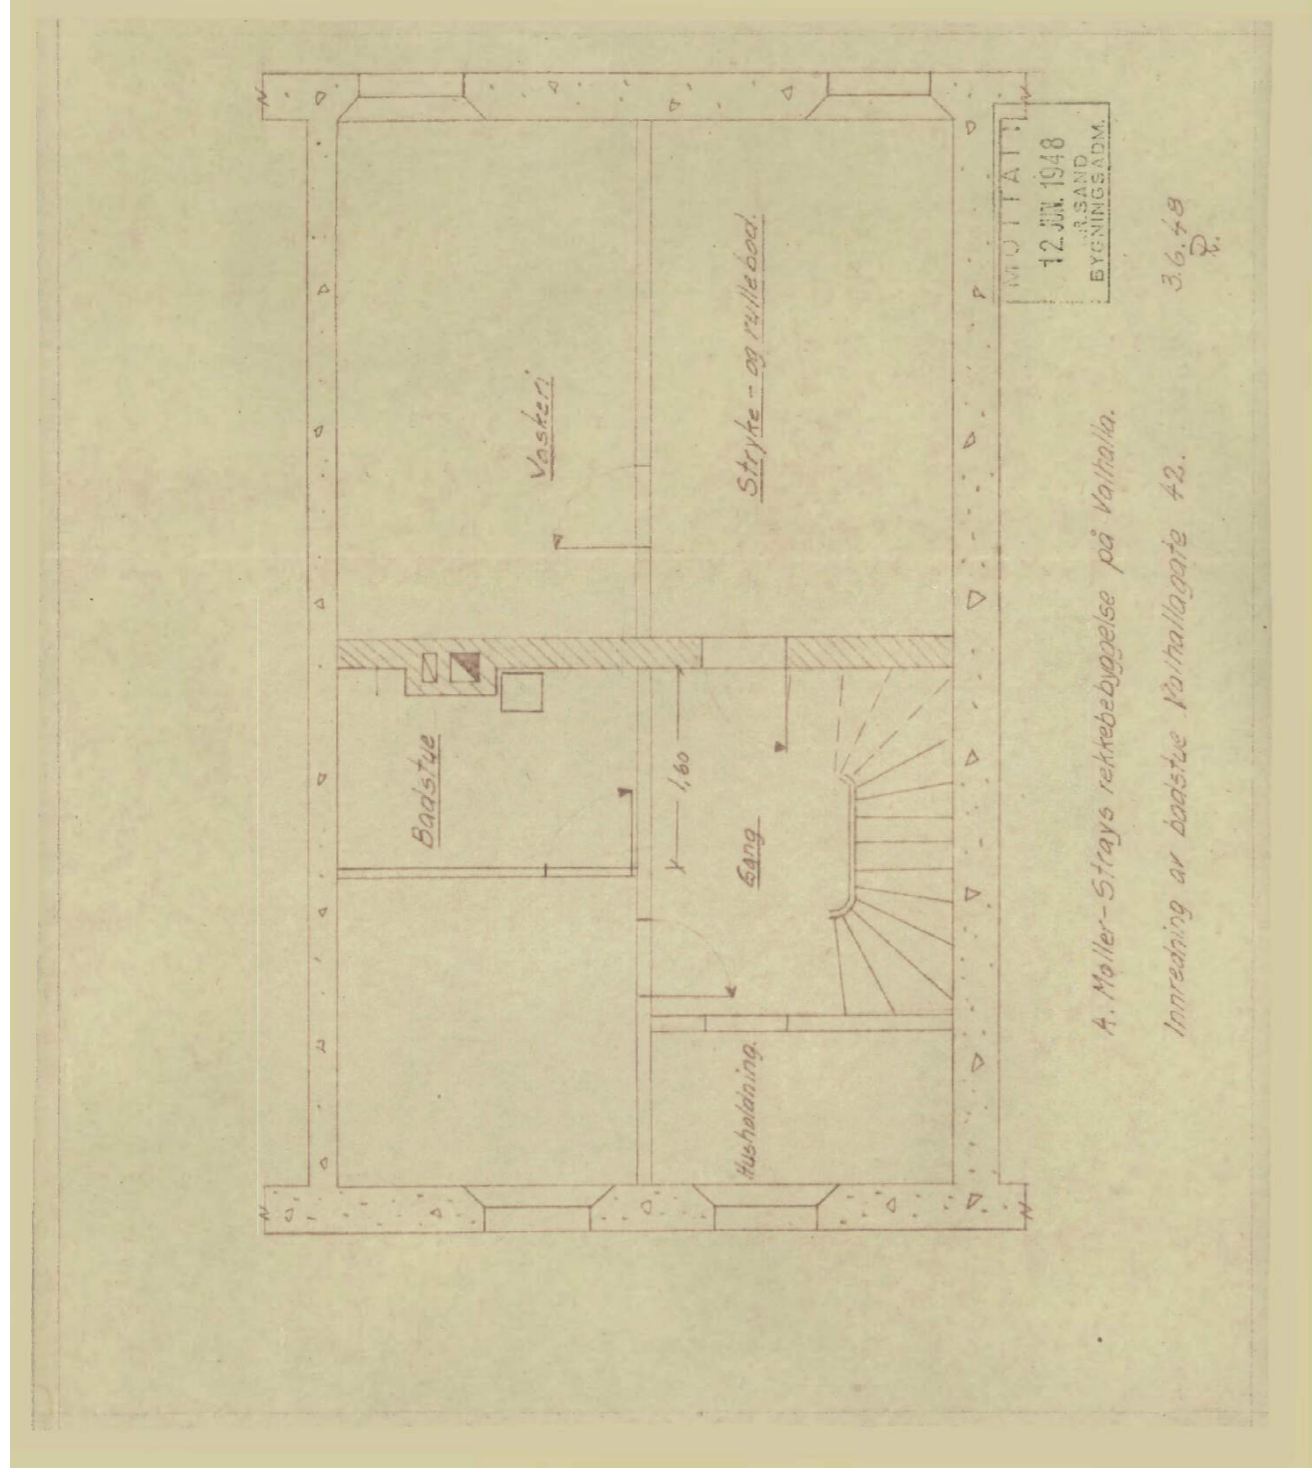 Vaskeri
Stryke- og rullebod.
Badstue
1,60
Gang
Husholdning.
MOTTATT
12. JUN. 1948
KR.SAND
BYGNINGSADM.
A. Møller-Strays rekkebebyggelse på Valhalla.
Innredning av badstue Valhallagate 42.
3.6.48